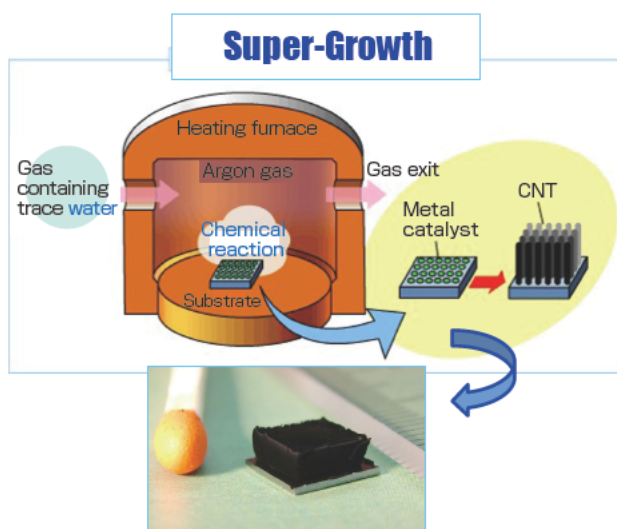 Super-Growth
Heating furnace
Gas
containing
trace water
Argon gas
Gas exit
Chemical
reaction
Substrate
Metal
catalyst
CNT